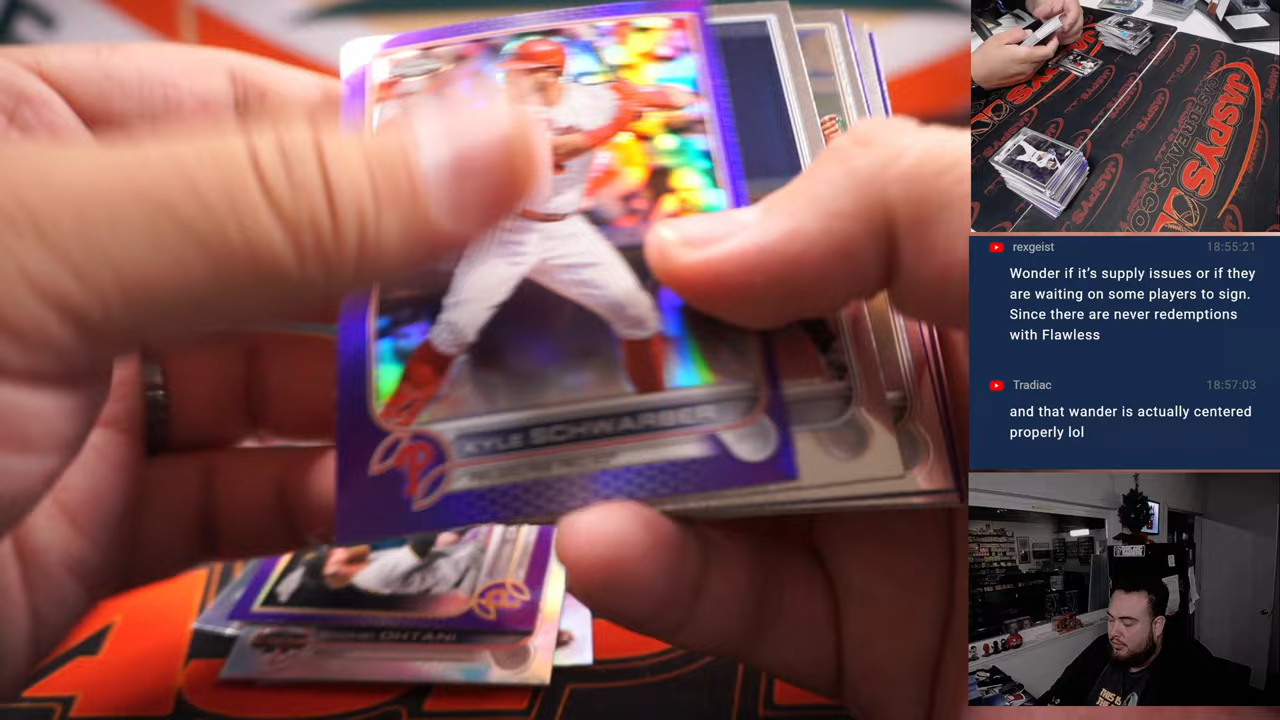 KYLE SCHWARBER
P
OHTANI
JASPYS
rexgeist 18:55:21
Wonder if it's supply issues or if they
are waiting on some players to sign.
Since there are never redemptions
with Flawless
Tradiac 18:57:03
and that wander is actually centered
properly lol